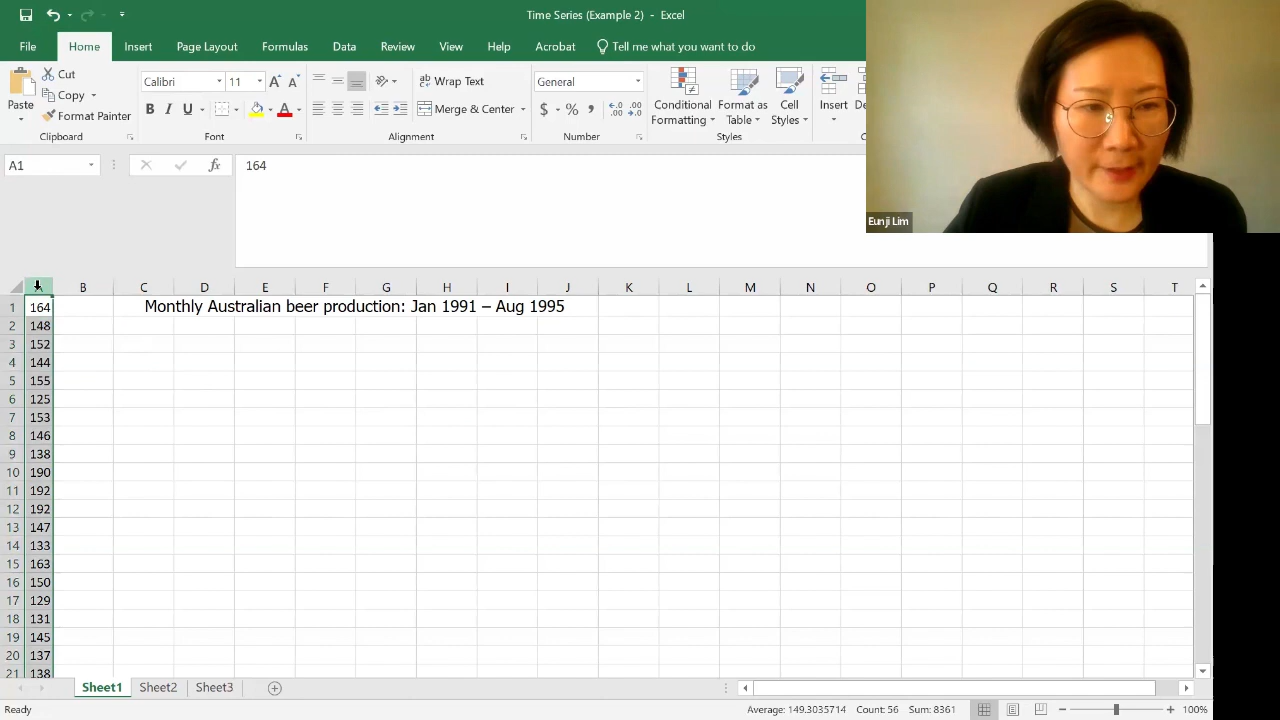 Time Series (Example 2) - Excel
File Home Insert Page Layout Formulas Data Review View Help Acrobat Tell me what you want to do
Paste
Cut
Copy
Format Painter
Clipboard
Calibri 11
B I U
Font
Wrap Text
Merge & Center
Alignment
General
$ % ,
Number
Conditional Formatting
Format as Table
Cell Styles
Styles
Insert
Eunji Lim
A1 fx 164
B C D E F G H I J K L M N O P Q R S T
1 164 Monthly Australian beer production: Jan 1991 – Aug 1995
2 148
3 152
4 144
5 155
6 125
7 153
8 146
9 138
10 190
11 192
12 192
13 147
14 133
15 163
16 150
17 129
18 131
19 145
20 137
21 138
Sheet1 Sheet2 Sheet3
Ready Average: 149.3035714 Count: 56 Sum: 8361 100%